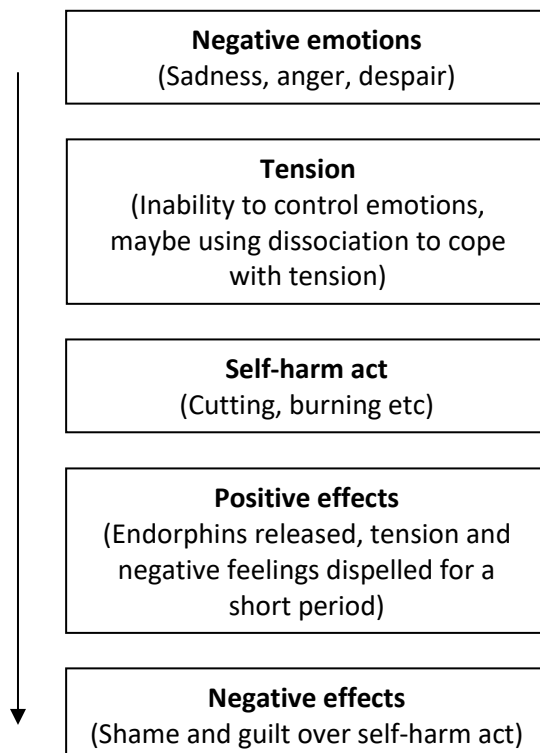 Negative emotions
(Sadness, anger, despair)
Tension
(Inability to control emotions,
maybe using dissociation to cope
with tension)
Self-harm act
(Cutting, burning etc)
Positive effects
(Endorphins released, tension and
negative feelings dispelled for a
short period)
Negative effects
(Shame and guilt over self-harm act)